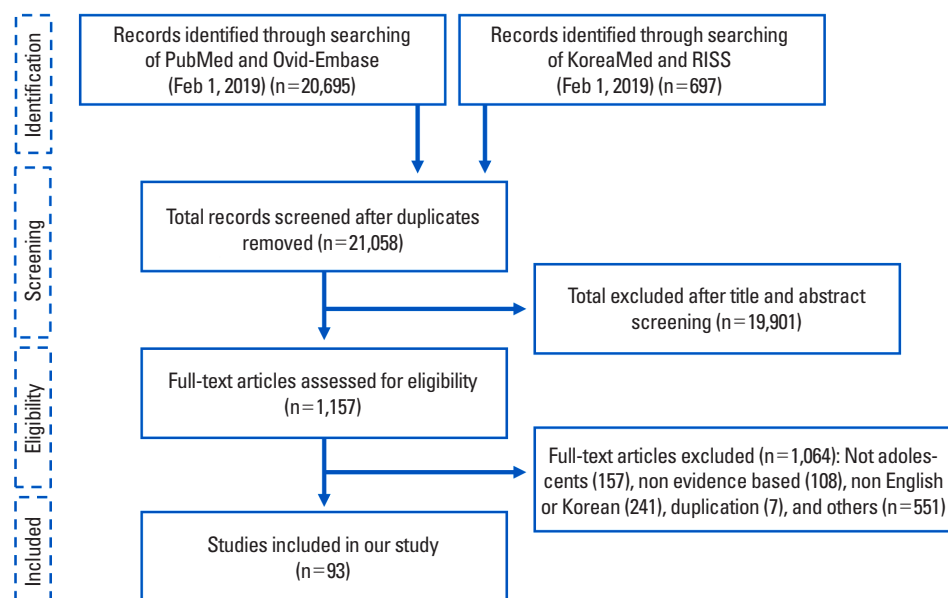 Identification
Records identified through searching
of PubMed and Ovid-Embase
(Feb 1, 2019) (n=20,695)
Records identified through searching
of KoreaMed and RISS
(Feb 1, 2019) (n=697)
Screening
Total records screened after duplicates
removed (n=21,058)
Total excluded after title and abstract
screening (n=19,901)
Eligibility
Full-text articles assessed for eligibility
(n=1,157)
Full-text articles excluded (n=1,064): Not adoles-
cents (157), non evidence based (108), non English
or Korean (241), duplication (7), and others (n=551)
Included
Studies included in our study
(n=93)